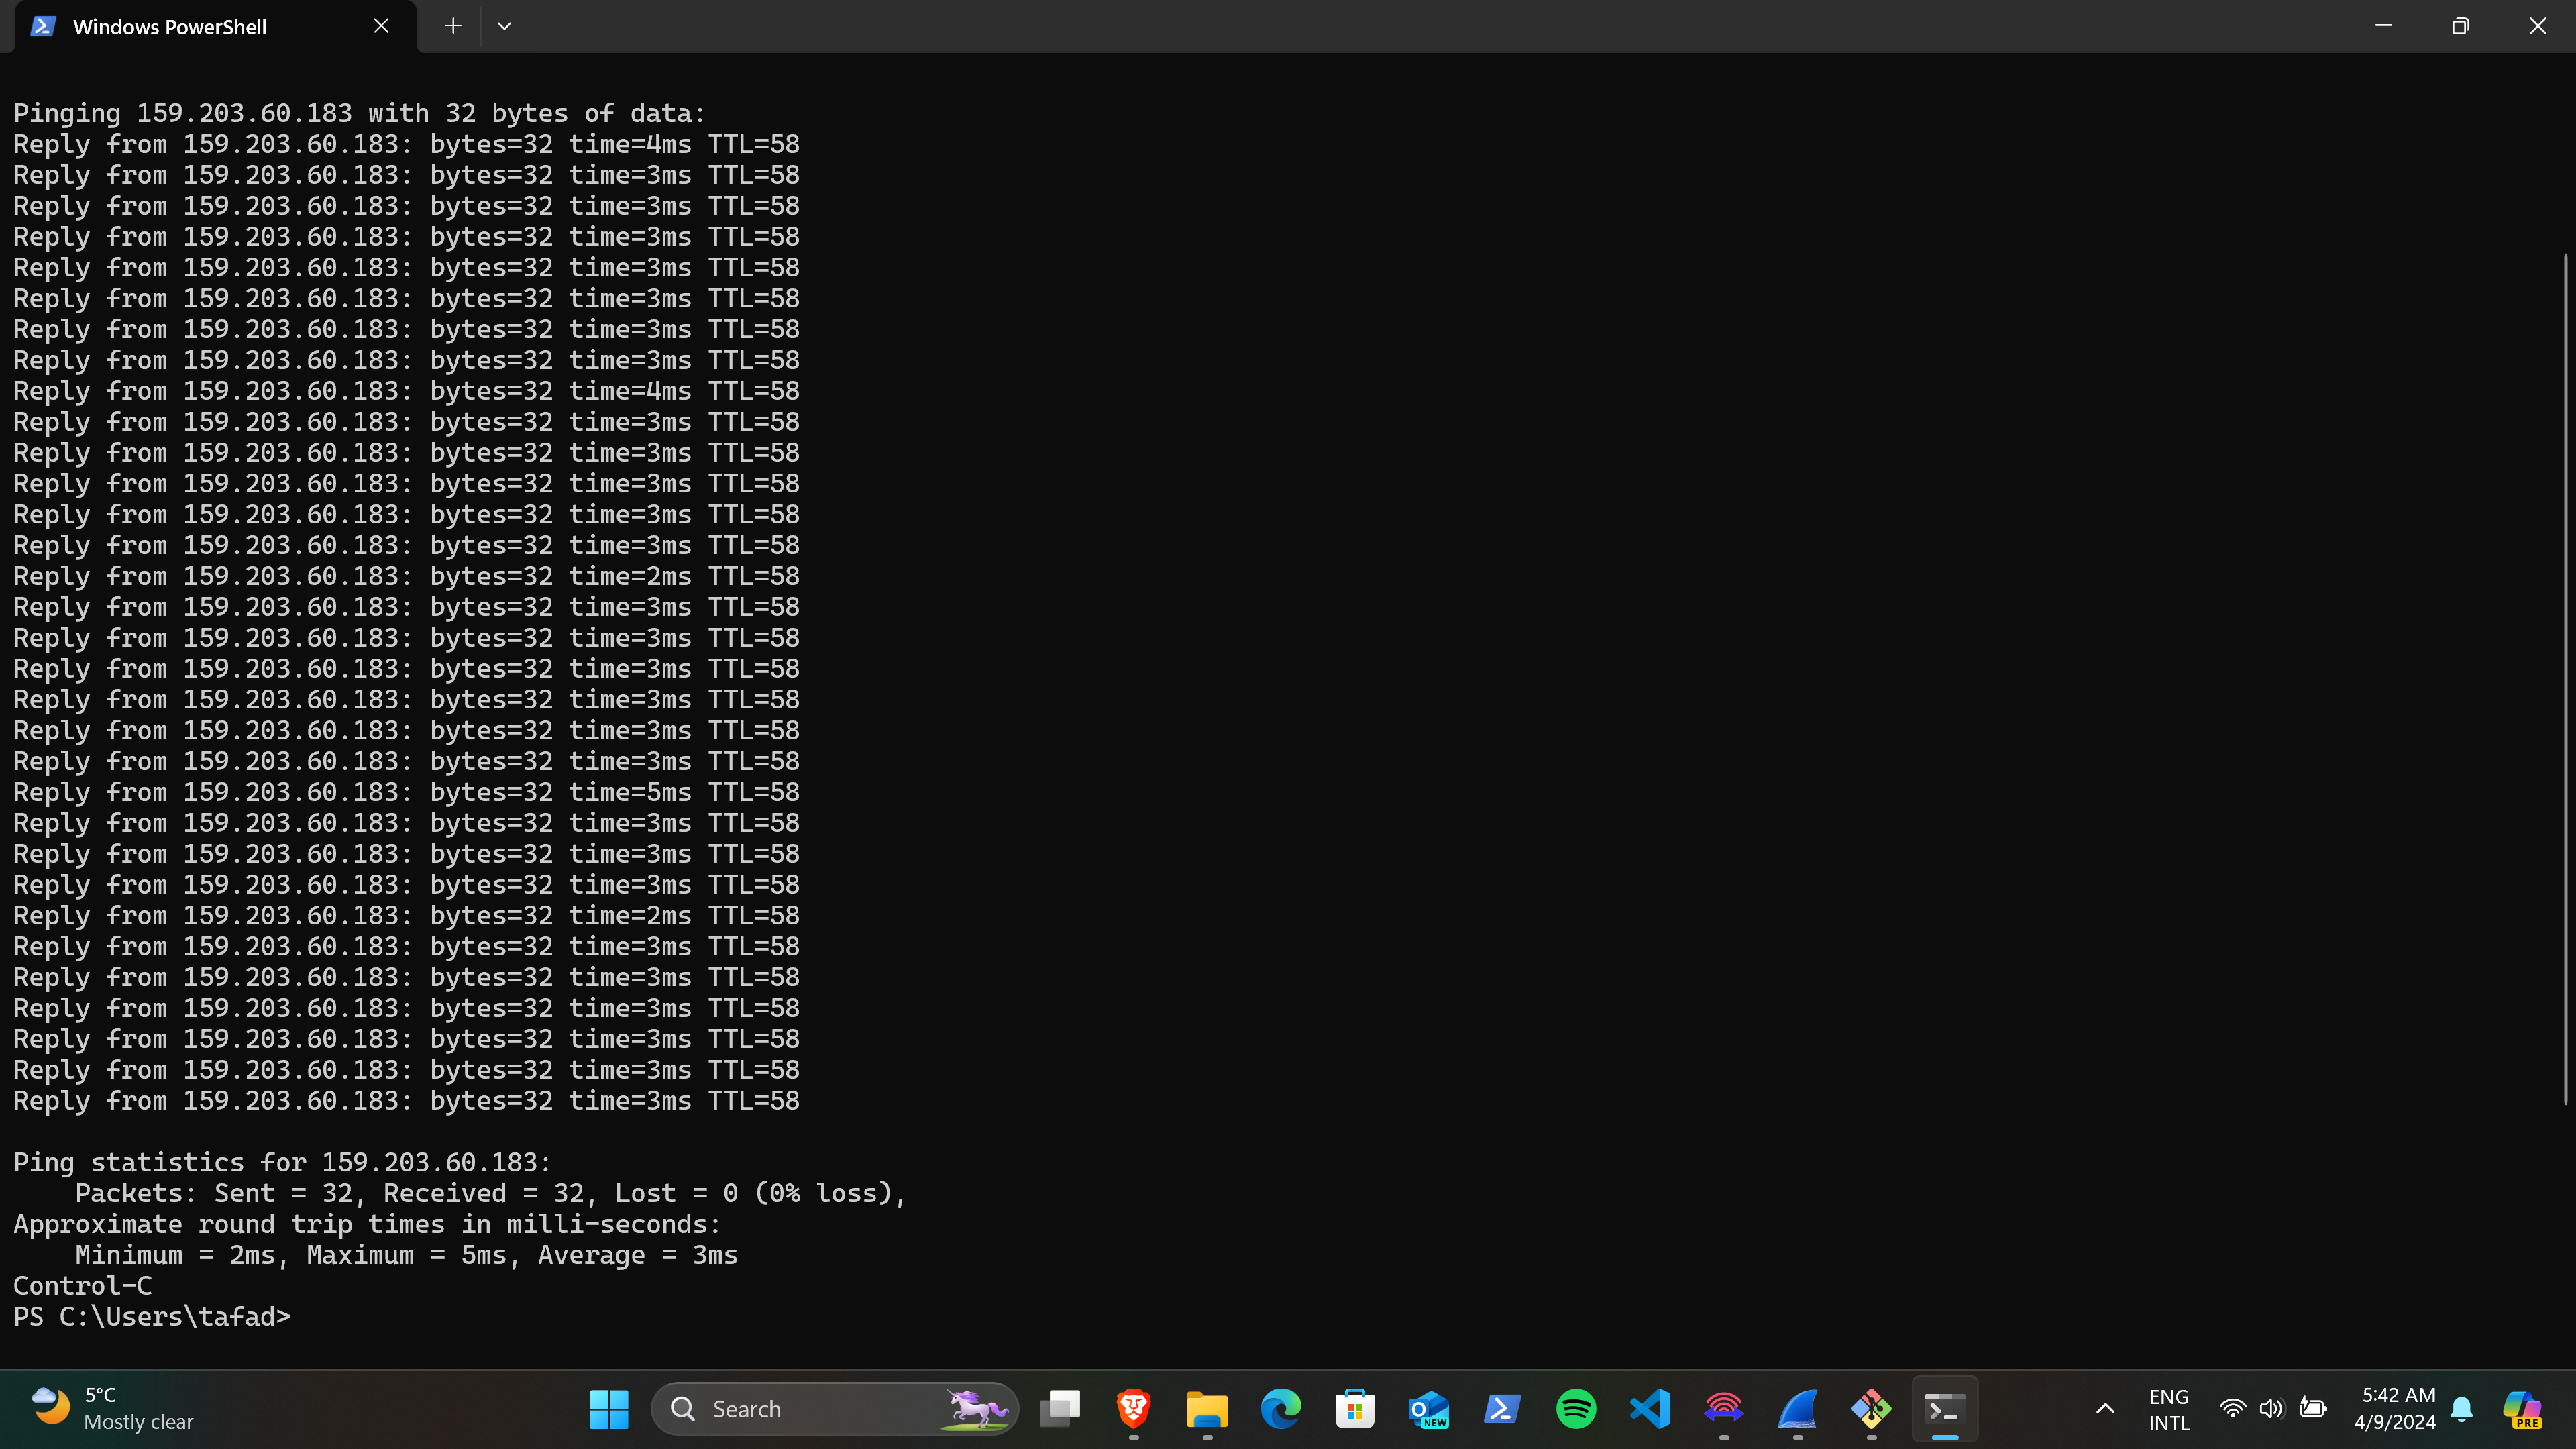 Windows PowerShell
Pinging 159.203.60.183 with 32 bytes of data:
Reply from 159.203.60.183: bytes=32 time=4ms TTL=58
Reply from 159.203.60.183: bytes=32 time=3ms TTL=58
Reply from 159.203.60.183: bytes=32 time=3ms TTL=58
Reply from 159.203.60.183: bytes=32 time=3ms TTL=58
Reply from 159.203.60.183: bytes=32 time=3ms TTL=58
Reply from 159.203.60.183: bytes=32 time=3ms TTL=58
Reply from 159.203.60.183: bytes=32 time=3ms TTL=58
Reply from 159.203.60.183: bytes=32 time=3ms TTL=58
Reply from 159.203.60.183: bytes=32 time=4ms TTL=58
Reply from 159.203.60.183: bytes=32 time=3ms TTL=58
Reply from 159.203.60.183: bytes=32 time=3ms TTL=58
Reply from 159.203.60.183: bytes=32 time=3ms TTL=58
Reply from 159.203.60.183: bytes=32 time=3ms TTL=58
Reply from 159.203.60.183: bytes=32 time=3ms TTL=58
Reply from 159.203.60.183: bytes=32 time=2ms TTL=58
Reply from 159.203.60.183: bytes=32 time=3ms TTL=58
Reply from 159.203.60.183: bytes=32 time=3ms TTL=58
Reply from 159.203.60.183: bytes=32 time=3ms TTL=58
Reply from 159.203.60.183: bytes=32 time=3ms TTL=58
Reply from 159.203.60.183: bytes=32 time=3ms TTL=58
Reply from 159.203.60.183: bytes=32 time=3ms TTL=58
Reply from 159.203.60.183: bytes=32 time=5ms TTL=58
Reply from 159.203.60.183: bytes=32 time=3ms TTL=58
Reply from 159.203.60.183: bytes=32 time=3ms TTL=58
Reply from 159.203.60.183: bytes=32 time=3ms TTL=58
Reply from 159.203.60.183: bytes=32 time=2ms TTL=58
Reply from 159.203.60.183: bytes=32 time=3ms TTL=58
Reply from 159.203.60.183: bytes=32 time=3ms TTL=58
Reply from 159.203.60.183: bytes=32 time=3ms TTL=58
Reply from 159.203.60.183: bytes=32 time=3ms TTL=58
Reply from 159.203.60.183: bytes=32 time=3ms TTL=58
Reply from 159.203.60.183: bytes=32 time=3ms TTL=58
Ping statistics for 159.203.60.183:
Packets: Sent = 32, Received = 32, Lost = 0 (0% loss),
Approximate round trip times in milli-seconds:
Minimum = 2ms, Maximum = 5ms, Average = 3ms
Control-C
PS C:\Users\tafad>
5°C
Mostly clear
Search
NEW
ENG
INTL
5:42 AM
4/9/2024
PRE